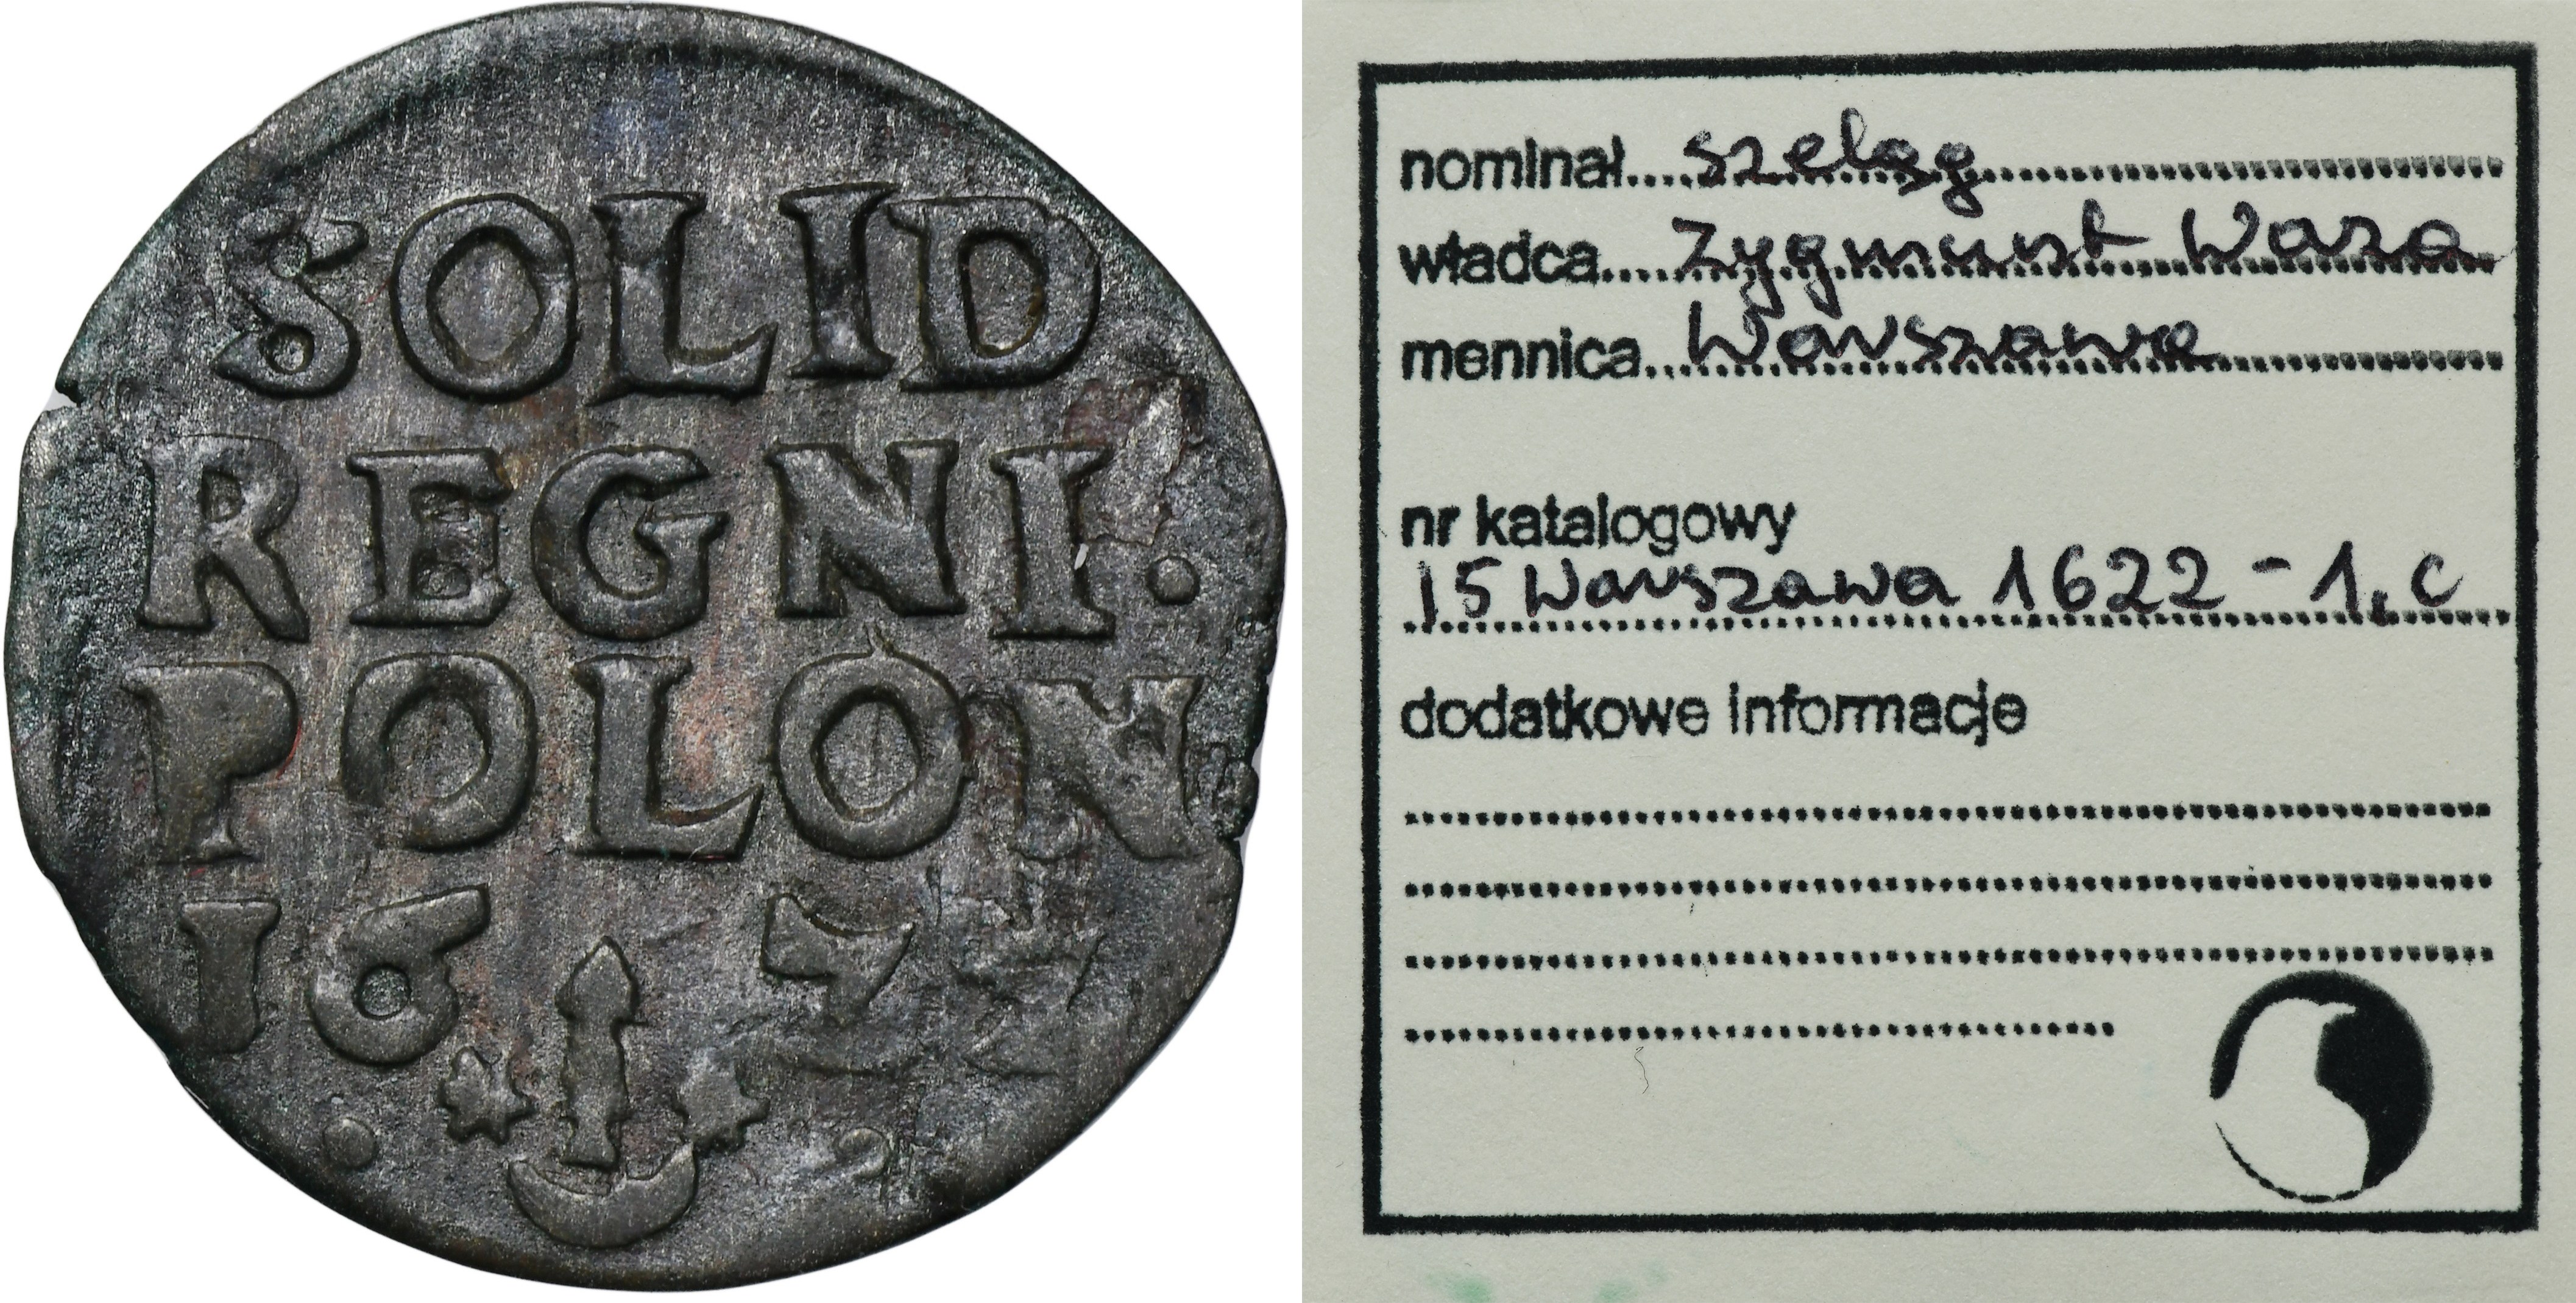 SOLID
REGNI.
POLON
16
nominał.... szeląg
władca.... Zygmunt Waza
mennica.... Warszawa
nr katalogowy
15 Warszawa 1622 - 1, c
dodatkowe informacje